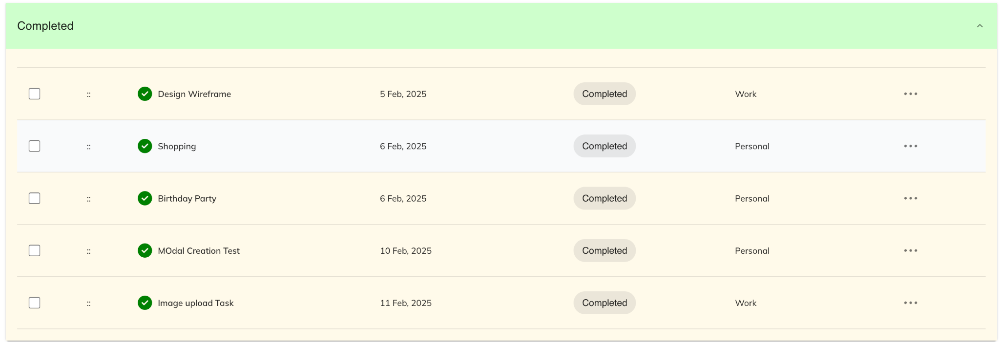 Completed
:: Design Wireframe 5 Feb, 2025 Completed Work •••
:: Shopping 6 Feb, 2025 Completed Personal •••
:: Birthday Party 6 Feb, 2025 Completed Personal •••
:: MOdal Creation Test 10 Feb, 2025 Completed Personal •••
:: Image upload Task 11 Feb, 2025 Completed Work •••